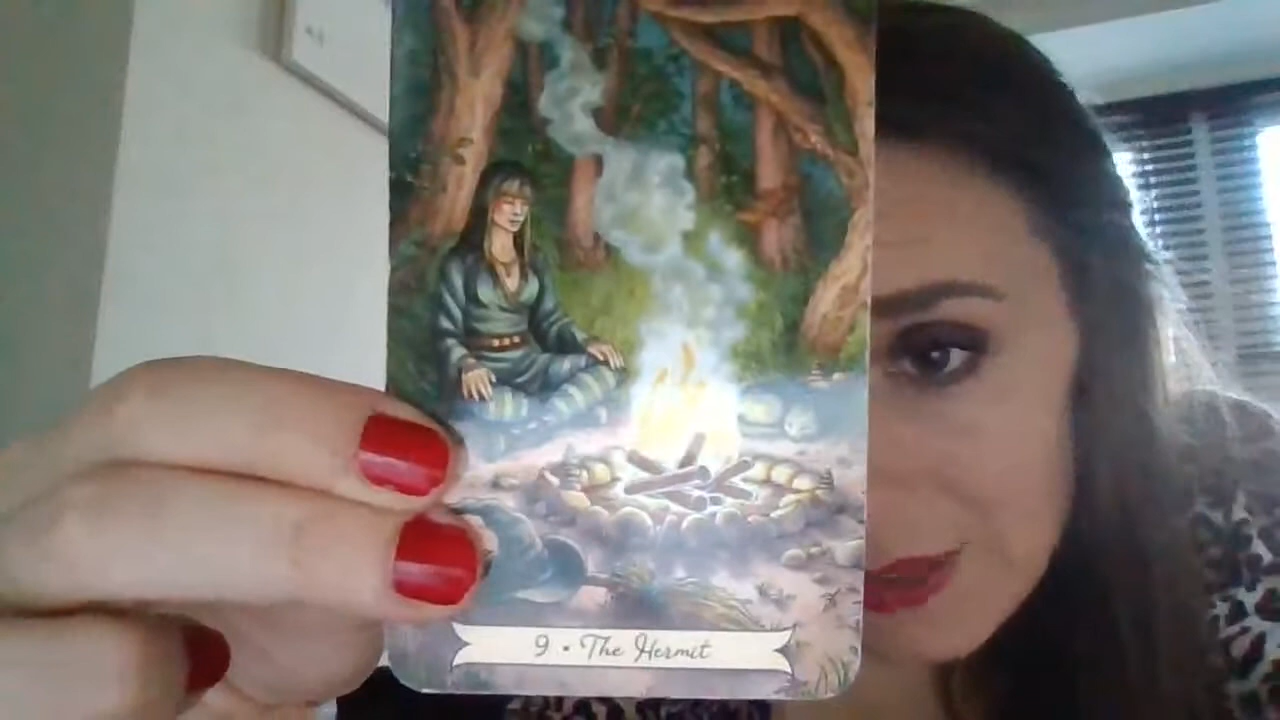 9 • The Hermit